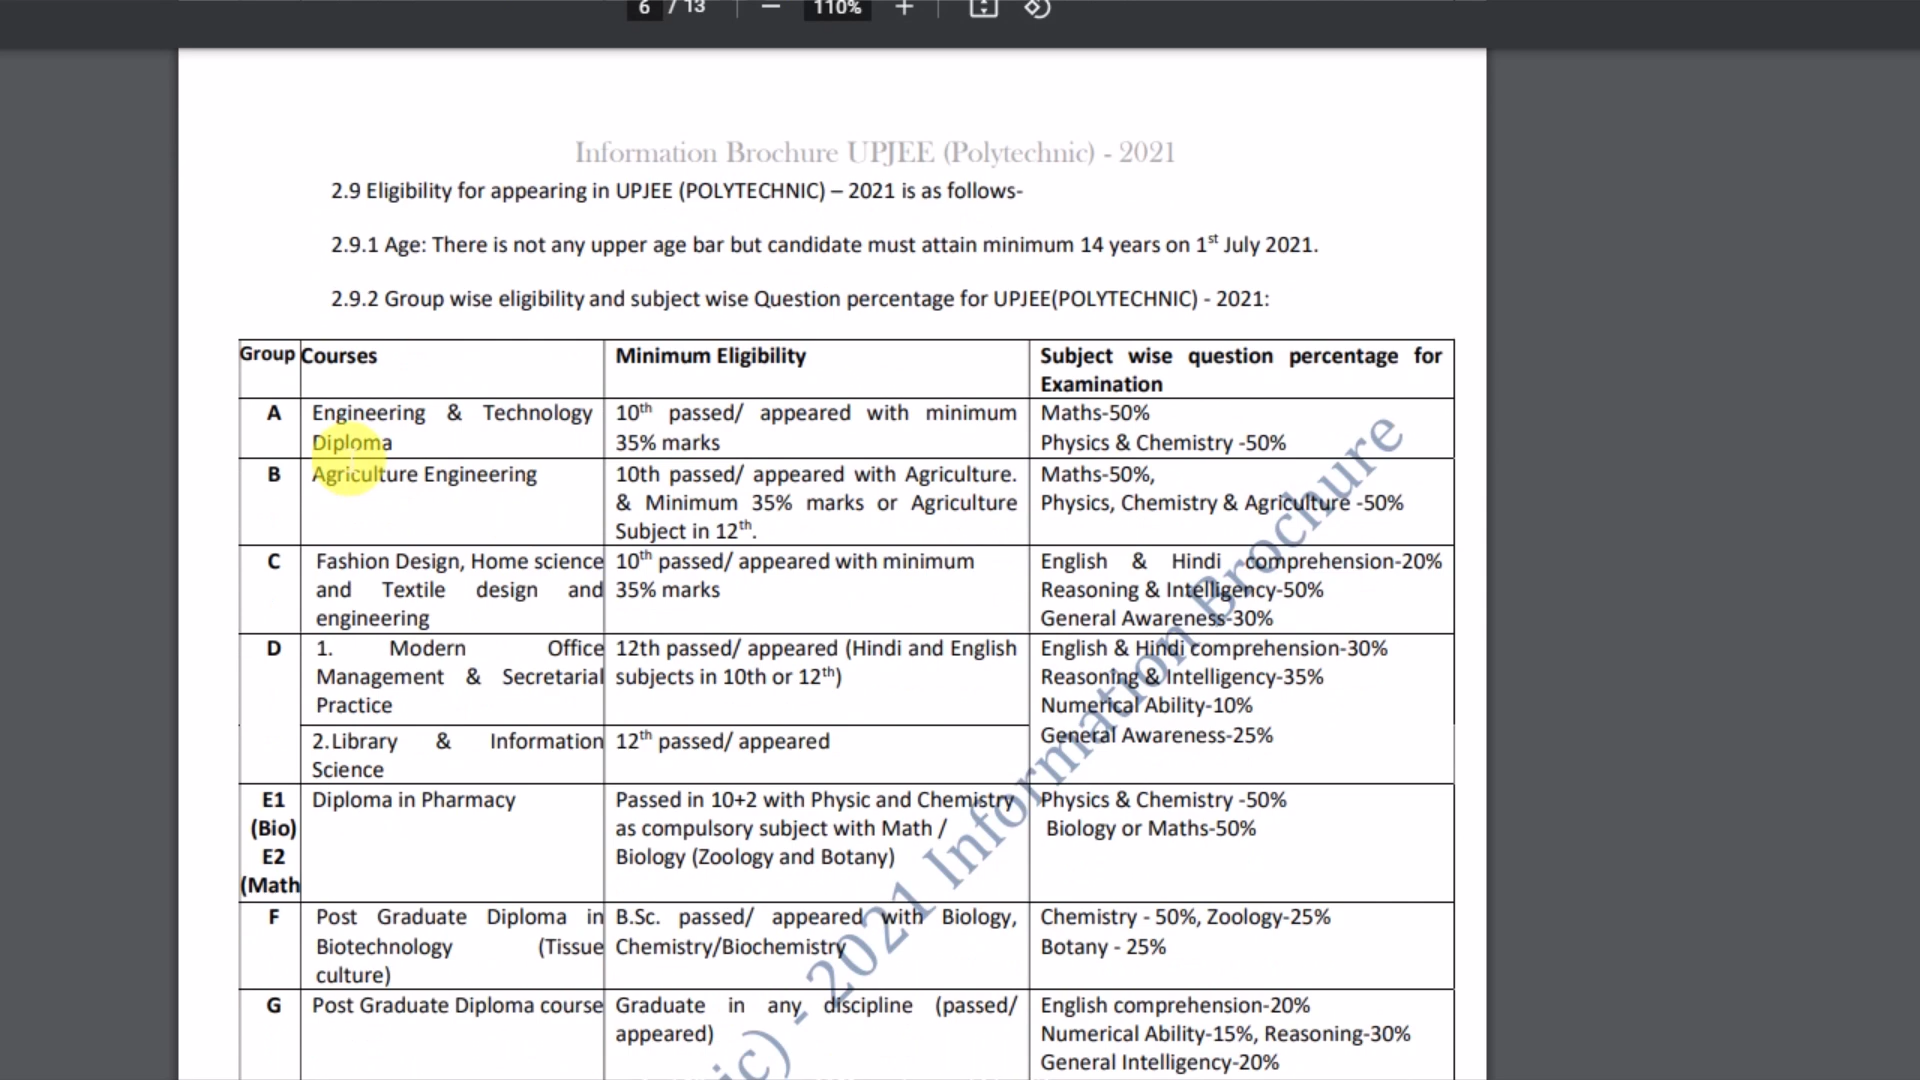 6 / 13 110%
Information Brochure UPJEE (Polytechnic) - 2021
2.9 Eligibility for appearing in UPJEE (POLYTECHNIC) – 2021 is as follows-
2.9.1 Age: There is not any upper age bar but candidate must attain minimum 14 years on 1st July 2021.
2.9.2 Group wise eligibility and subject wise Question percentage for UPJEE(POLYTECHNIC) - 2021:
Group Courses Minimum Eligibility Subject wise question percentage for
Examination
A Engineering & Technology 10th passed/ appeared with minimum Maths-50%
Diploma 35% marks Physics & Chemistry -50%
B Agriculture Engineering 10th passed/ appeared with Agriculture. Maths-50%,
& Minimum 35% marks or Agriculture Physics, Chemistry & Agriculture -50%
Subject in 12th.
C Fashion Design, Home science 10th passed/ appeared with minimum English & Hindi comprehension-20%
and Textile design and 35% marks Reasoning & Intelligency-50%
engineering General Awareness-30%
D 1. Modern Office 12th passed/ appeared (Hindi and English English & Hindi comprehension-30%
Management & Secretarial subjects in 10th or 12th) Reasoning & Intelligency-35%
Practice Numerical Ability-10%
2.Library & Information 12th passed/ appeared General Awareness-25%
Science
E1 Diploma in Pharmacy Passed in 10+2 with Physic and Chemistry Physics & Chemistry -50%
(Bio) as compulsory subject with Math / Biology or Maths-50%
E2 Biology (Zoology and Botany)
(Math
F Post Graduate Diploma in B.Sc. passed/ appeared with Biology, Chemistry - 50%, Zoology-25%
Biotechnology (Tissue Chemistry/Biochemistry Botany - 25%
culture)
G Post Graduate Diploma course Graduate in any discipline (passed/ English comprehension-20%
appeared) Numerical Ability-15%, Reasoning-30%
General Intelligency-20%
ic) - 2021 Information Brochure